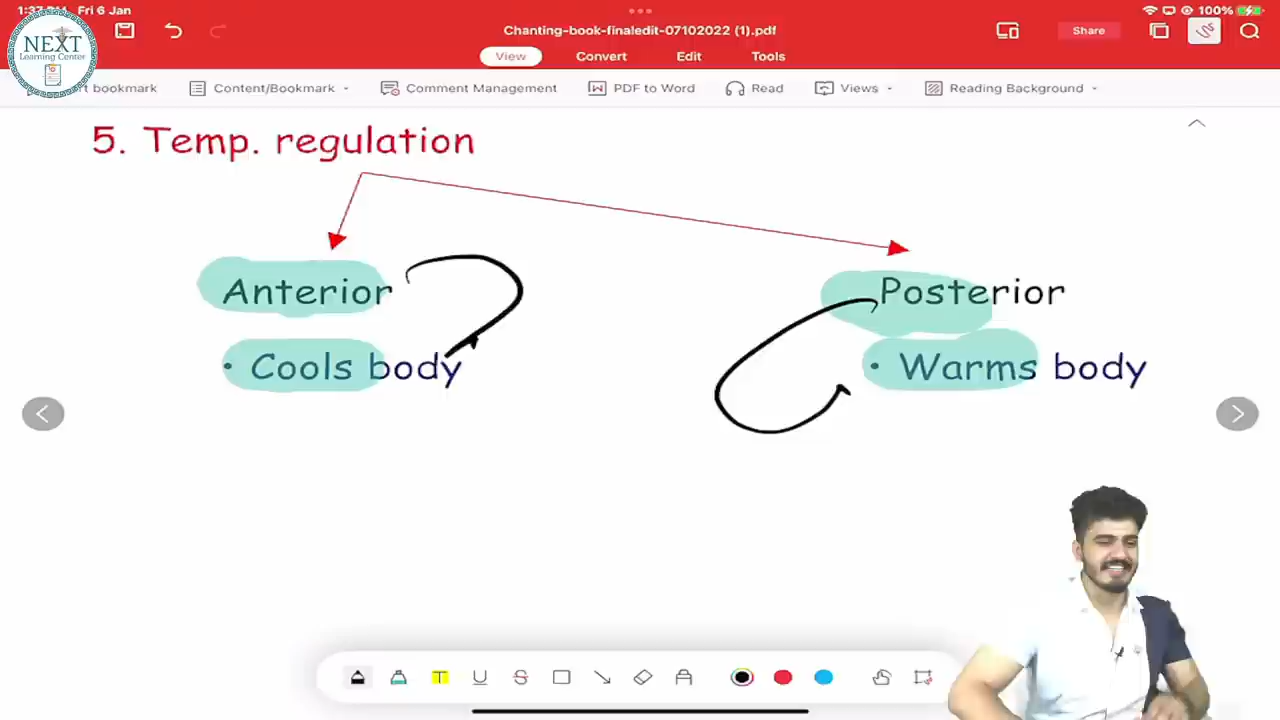 Fri 6 Jan
100%
NEXT
Learning Center
Chanting-book-finaledit-07102022 (1).pdf
Share
View Convert Edit Tools
bookmark Content/Bookmark Comment Management PDF to Word Read Views Reading Background
5. Temp. regulation
Anterior Posterior
• Cools body • Warms body
T U S